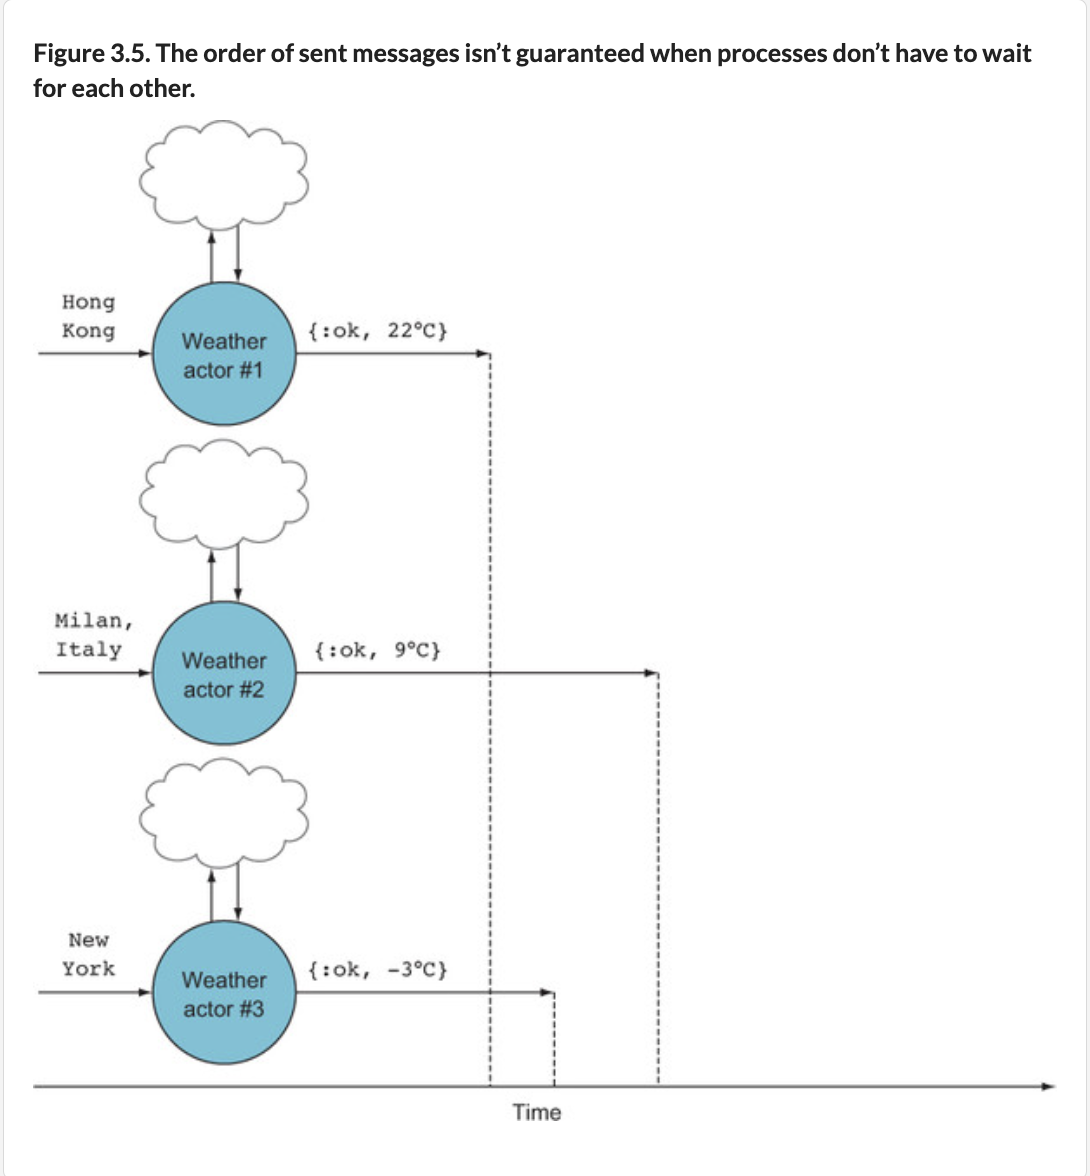 Figure 3.5. The order of sent messages isn’t guaranteed when processes don’t have to wait
for each other.
Hong
Kong
Weather
actor #1
{:ok, 22°C}
Milan,
Italy
Weather
actor #2
{:ok, 9°C}
New
York
Weather
actor #3
{:ok, -3°C}
Time